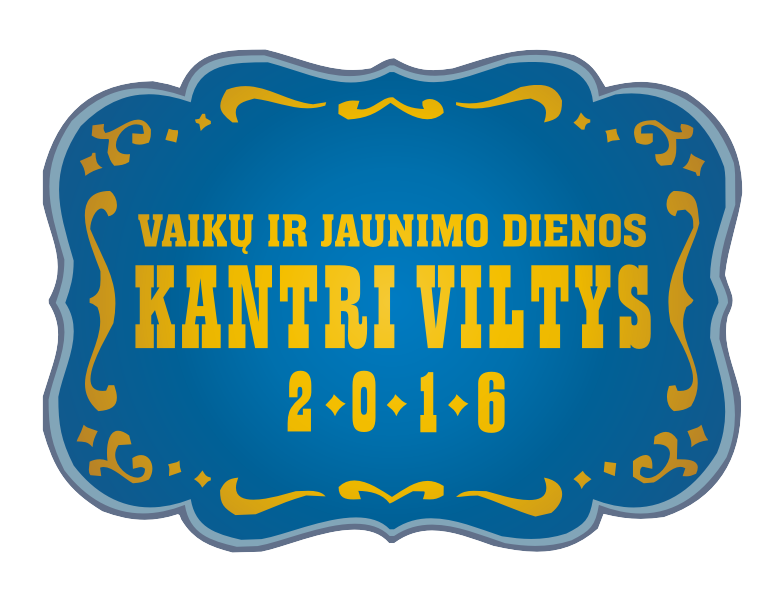 VAIKŲ IR JAUNIMO DIENOS
KANTRI VILTYS
2·0·1·6